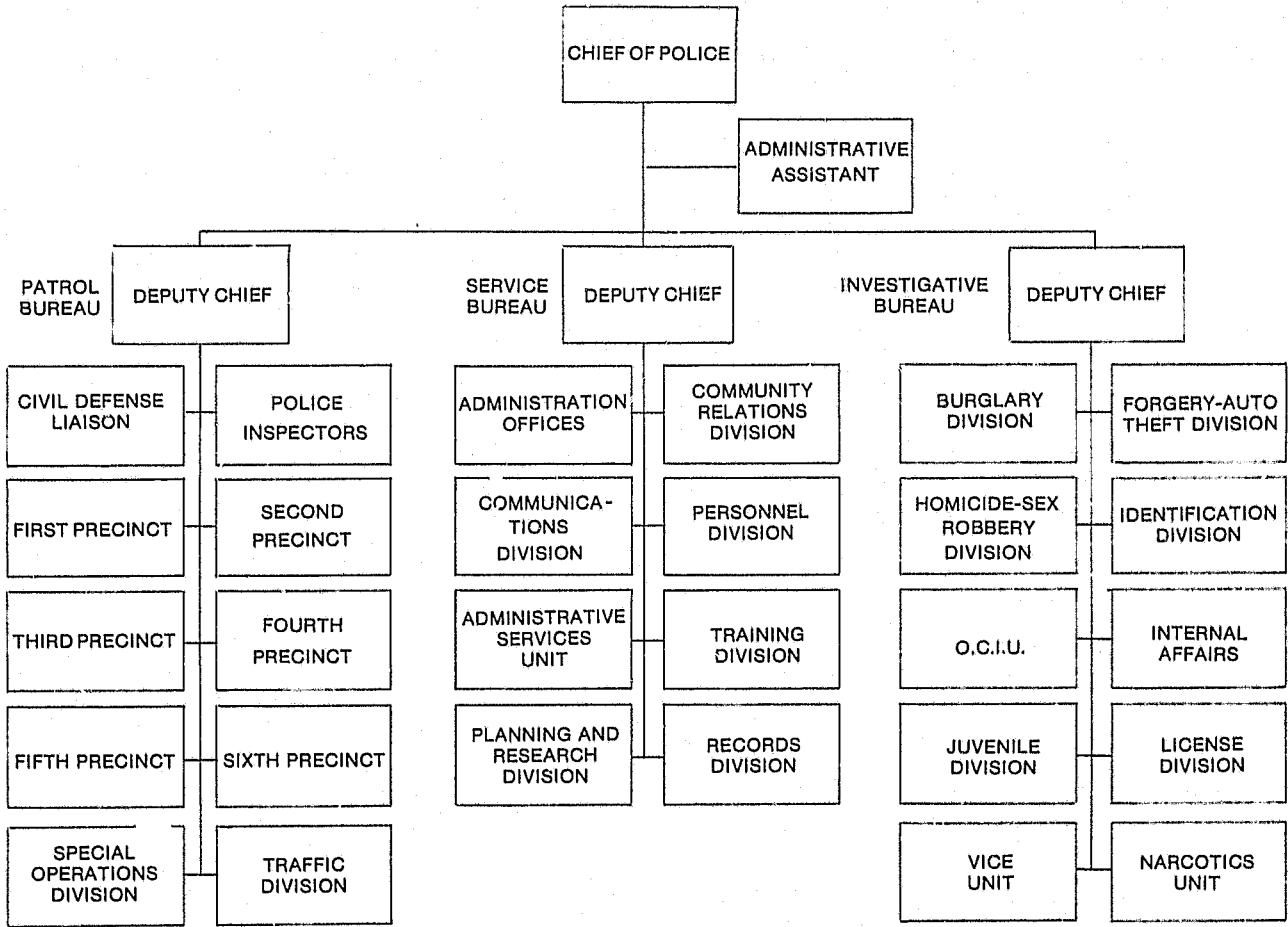 CHIEF OF POLICE
ADMINISTRATIVE
ASSISTANT
PATROL
BUREAU
DEPUTY CHIEF
SERVICE
BUREAU
DEPUTY CHIEF
INVESTIGATIVE
BUREAU
DEPUTY CHIEF
CIVIL DEFENSE
LIAISON
POLICE
INSPECTORS
FIRST PRECINCT
SECOND
PRECINCT
THIRD PRECINCT
FOURTH
PRECINCT
FIFTH PRECINCT
SIXTH PRECINCT
SPECIAL
OPERATIONS
DIVISION
TRAFFIC
DIVISION
ADMINISTRATION
OFFICES
COMMUNITY
RELATIONS
DIVISION
COMMUNICA-
TIONS
DIVISION
PERSONNEL
DIVISION
ADMINISTRATIVE
SERVICES
UNIT
TRAINING
DIVISION
PLANNING AND
RESEARCH
DIVISION
RECORDS
DIVISION
BURGLARY
DIVISION
FORGERY-AUTO
THEFT DIVISION
HOMICIDE-SEX
ROBBERY
DIVISION
IDENTIFICATION
DIVISION
O.C.I.U.
INTERNAL
AFFAIRS
JUVENILE
DIVISION
LICENSE
DIVISION
VICE
UNIT
NARCOTICS
UNIT